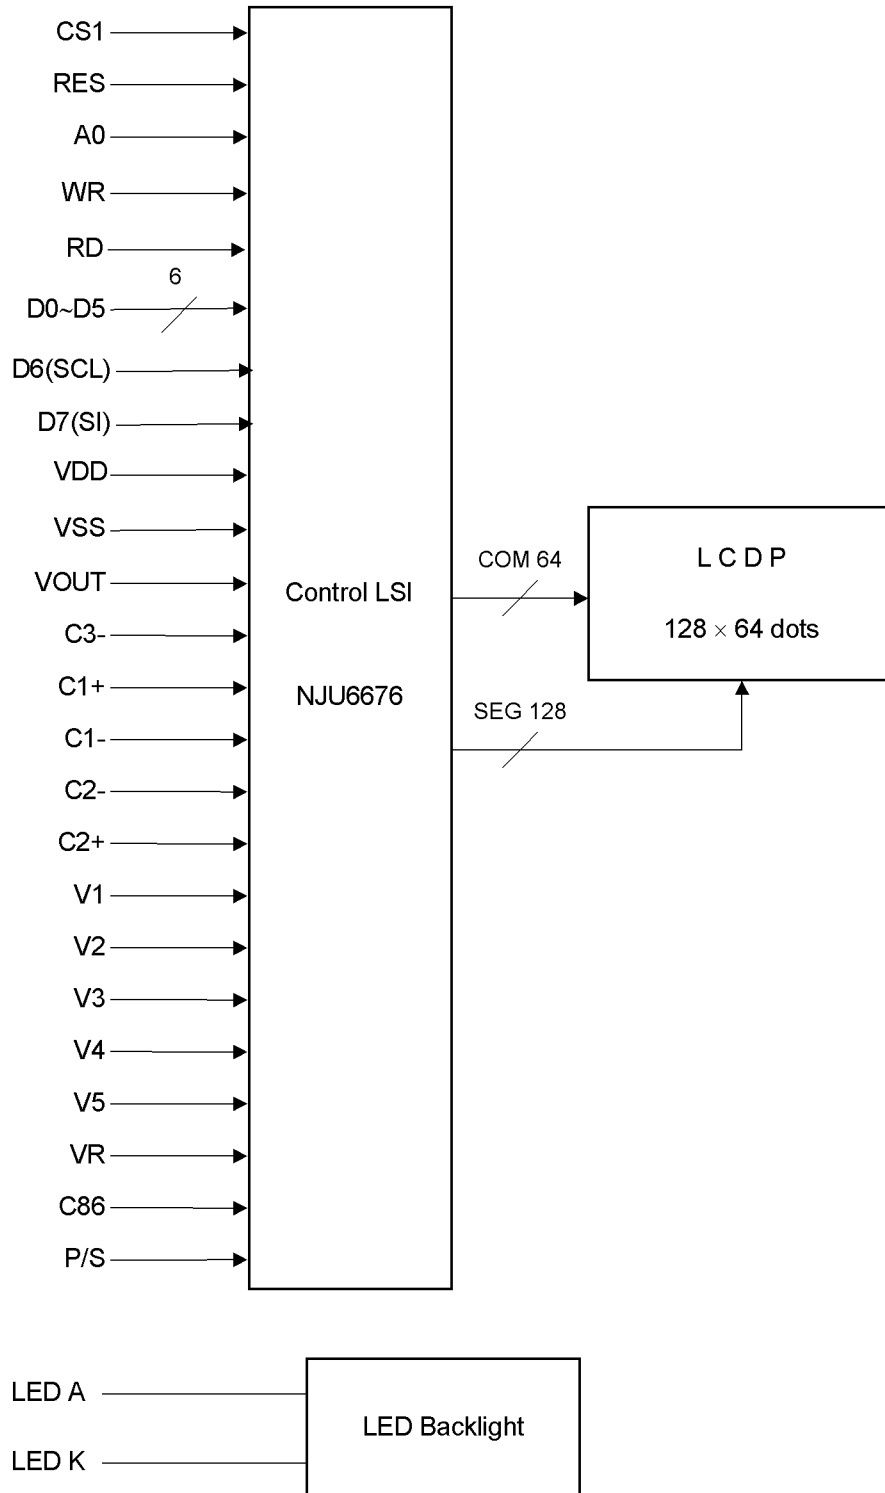 CS1
RES
A0
WR
RD
6
D0~D5
D6(SCL)
D7(SI)
VDD
VSS
VOUT
C3-
C1+
C1-
C2-
C2+
V1
V2
V3
V4
V5
VR
C86
P/S
Control LSI
NJU6676
COM 64
SEG 128
L C D P
128 × 64 dots
LED A
LED K
LED Backlight